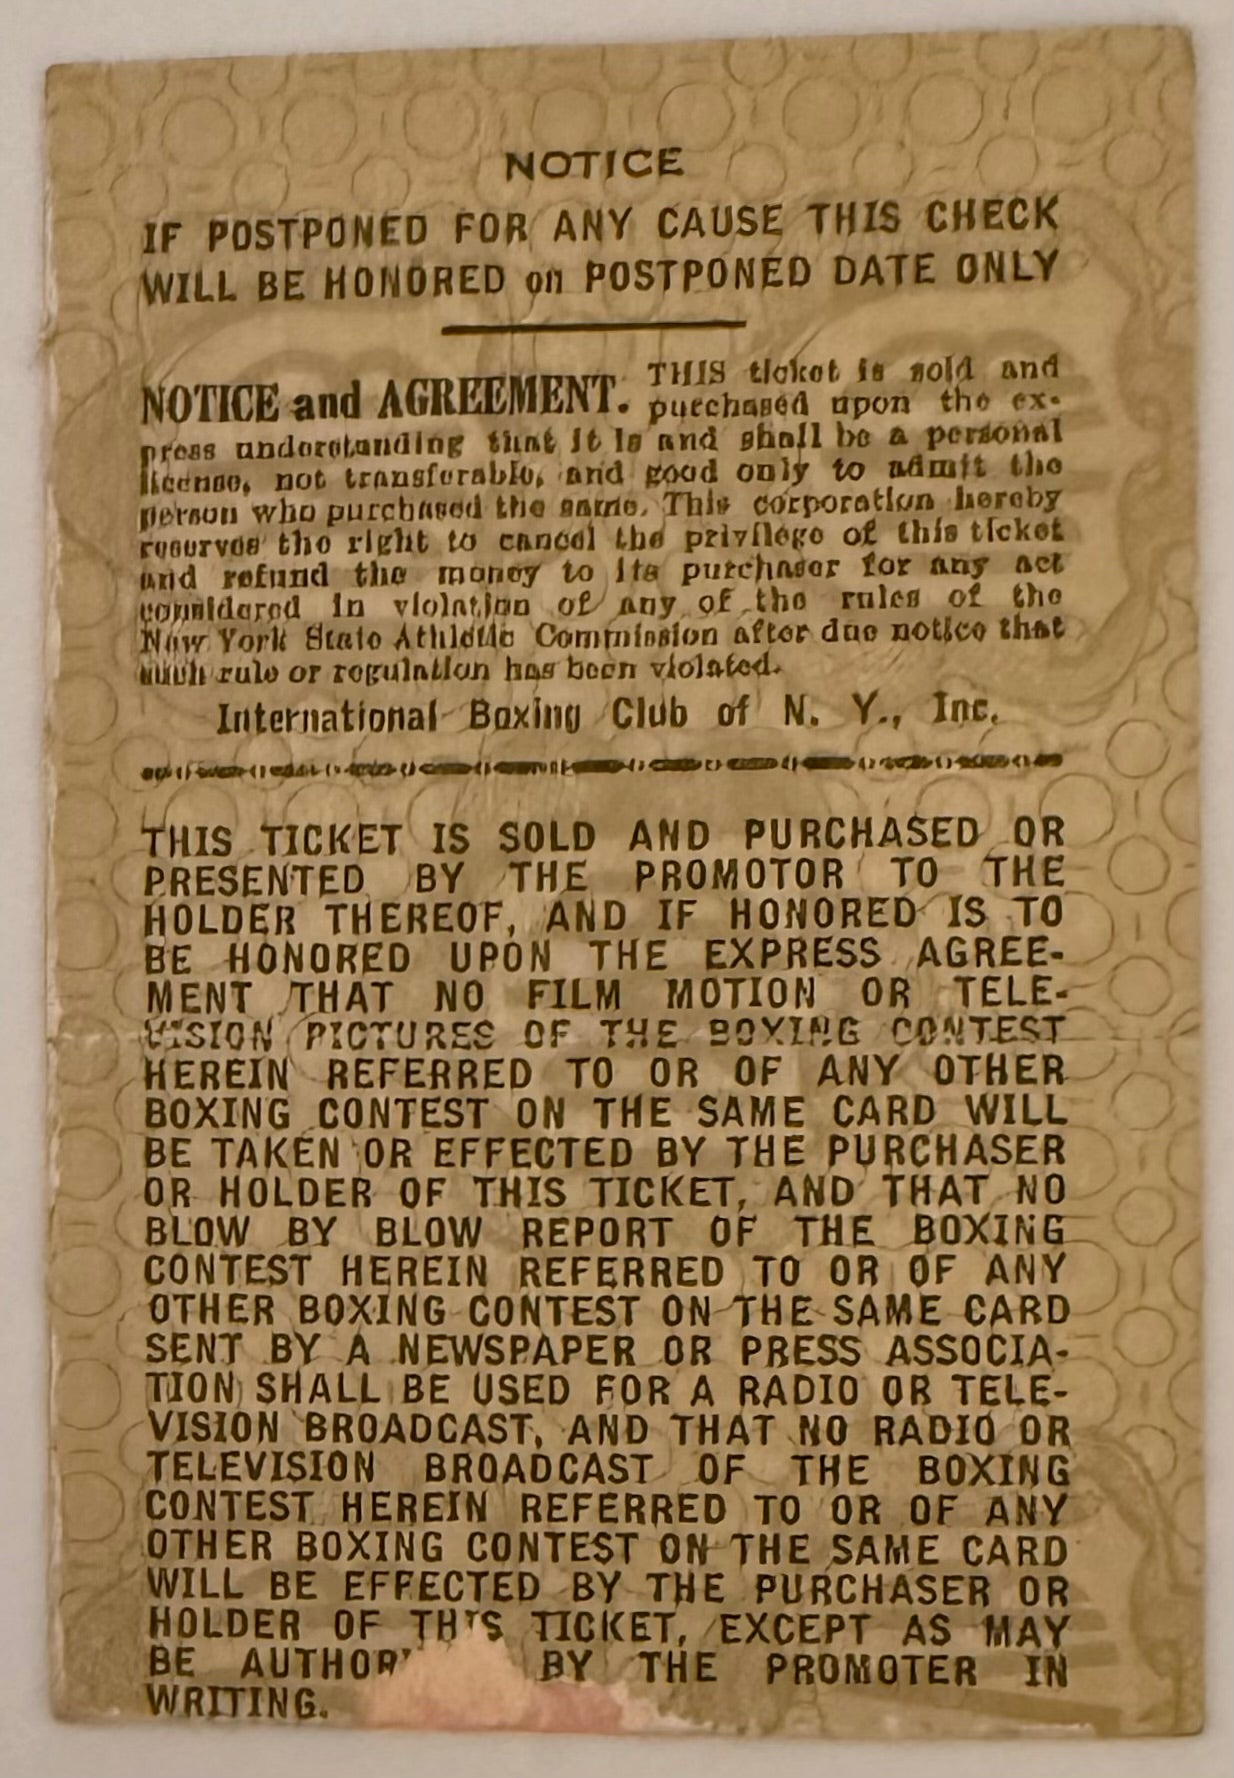 NOTICE
IF POSTPONED FOR ANY CAUSE THIS CHECK
WILL BE HONORED on POSTPONED DATE ONLY
NOTICE and AGREEMENT. THIS ticket is sold and
purchased upon the ex-
press understanding that it is and shall be a personal
license, not transferable, and good only to admit the
person who purchased the same. This corporation hereby
reserves the right to cancel the privilege of this ticket
and refund the money to its purchaser for any act
considered in violation of any of the rules of the
New York State Athletic Commission after due notice that
such rule or regulation has been violated.
International Boxing Club of N. Y., Inc.
THIS TICKET IS SOLD AND PURCHASED OR
PRESENTED BY THE PROMOTOR TO THE
HOLDER THEREOF, AND IF HONORED IS TO
BE HONORED UPON THE EXPRESS AGREE-
MENT THAT NO FILM MOTION OR TELE-
VISION PICTURES OF THE BOXING CONTEST
HEREIN REFERRED TO OR OF ANY OTHER
BOXING CONTEST ON THE SAME CARD WILL
BE TAKEN OR EFFECTED BY THE PURCHASER
OR HOLDER OF THIS TICKET, AND THAT NO
BLOW BY BLOW REPORT OF THE BOXING
CONTEST HEREIN REFERRED TO OR OF ANY
OTHER BOXING CONTEST ON THE SAME CARD
SENT BY A NEWSPAPER OR PRESS ASSOCIA-
TION SHALL BE USED FOR A RADIO OR TELE-
VISION BROADCAST, AND THAT NO RADIO OR
TELEVISION BROADCAST OF THE BOXING
CONTEST HEREIN REFERRED TO OR OF ANY
OTHER BOXING CONTEST ON THE SAME CARD
WILL BE EFFECTED BY THE PURCHASER OR
HOLDER OF THIS TICKET, EXCEPT AS MAY
BE BY THE PROMOTER IN
WRITING.